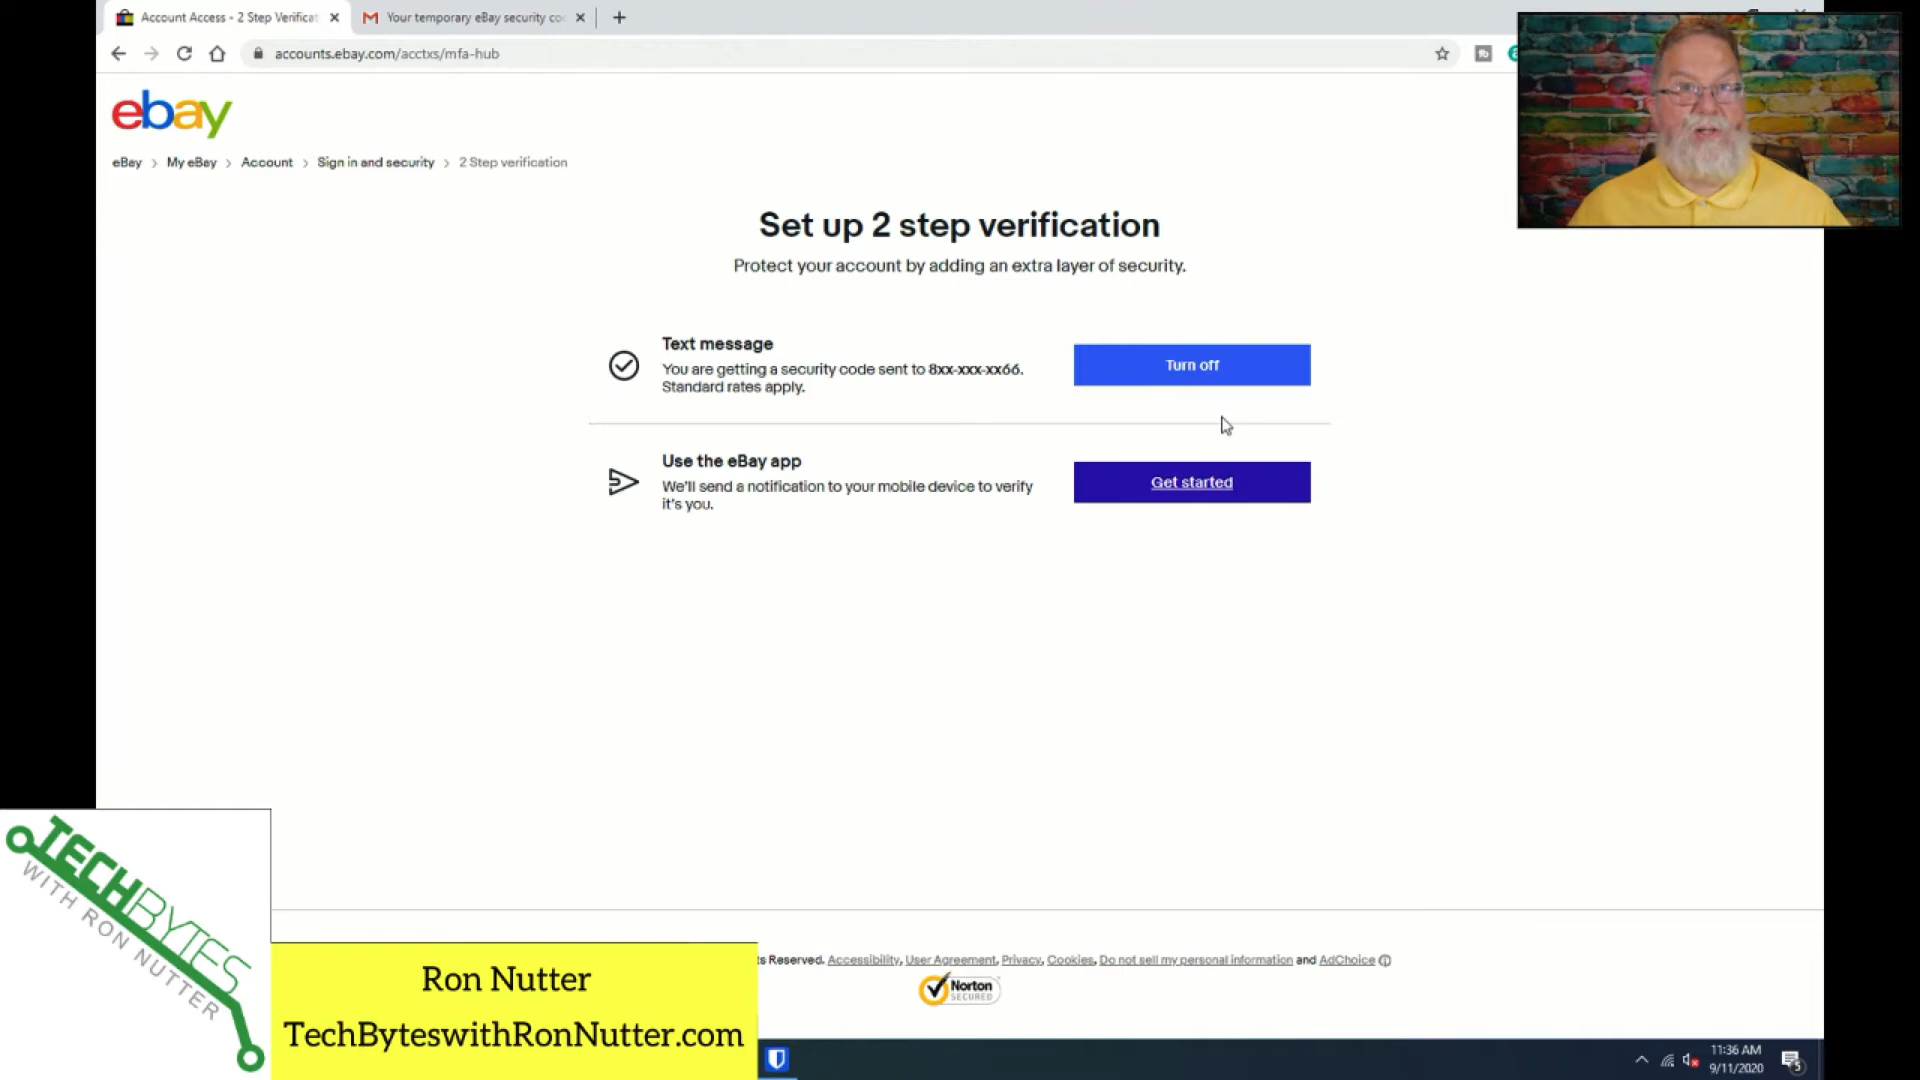 Account Access - 2 Step Verificat
Your temporary eBay security co
accounts.ebay.com/acctxs/mfa-hub
ebay
eBay > My eBay > Account > Sign in and security > 2 Step verification
Set up 2 step verification
Protect your account by adding an extra layer of security.
Text message
You are getting a security code sent to 8xx-xxx-xx66.
Standard rates apply.
Turn off
Use the eBay app
We'll send a notification to your mobile device to verify
it's you.
Get started
TECHBYTES
WITH RON NUTTER
Ron Nutter
TechByteswithRonNutter.com
ts Reserved. Accessibility, User Agreement, Privacy, Cookies, Do not sell my personal information and AdChoice
Norton
SECURED
11:36 AM
9/11/2020
5